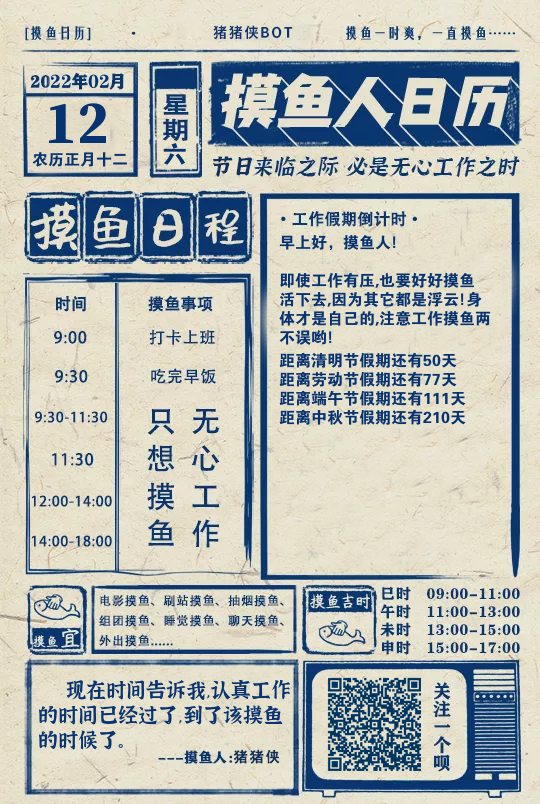 [摸鱼日历]
·
猪猪侠BOT
摸鱼一时爽，一直摸鱼……
2022年02月
12
农历正月十二
星期六
摸鱼人日历
节日来临之际 必是无心工作之时
摸鱼日程
时间 摸鱼事项
9:00 打卡上班
9:30 吃完早饭
9:30-11:30
11:30
12:00-14:00
14:00-18:00
无心工作
只想摸鱼
·工作假期倒计时·
早上好，摸鱼人!
即使工作有压,也要好好摸鱼
活下去,因为其它都是浮云!身
体才是自己的,注意工作摸鱼两
不误哟!
距离清明节假期还有50天
距离劳动节假期还有77天
距离端午节假期还有111天
距离中秋节假期还有210天
摸鱼宜
电影摸鱼、刷站摸鱼、抽烟摸鱼、
组团摸鱼、睡觉摸鱼、聊天摸鱼、
外出摸鱼……
摸鱼吉时
巳时 09:00-11:00
午时 11:00-13:00
未时 13:00-15:00
申时 15:00-17:00
现在时间告诉我,认真工作
的时间已经过了,到了该摸鱼
的时候了。
---摸鱼人:猪猪侠
关注一个呗